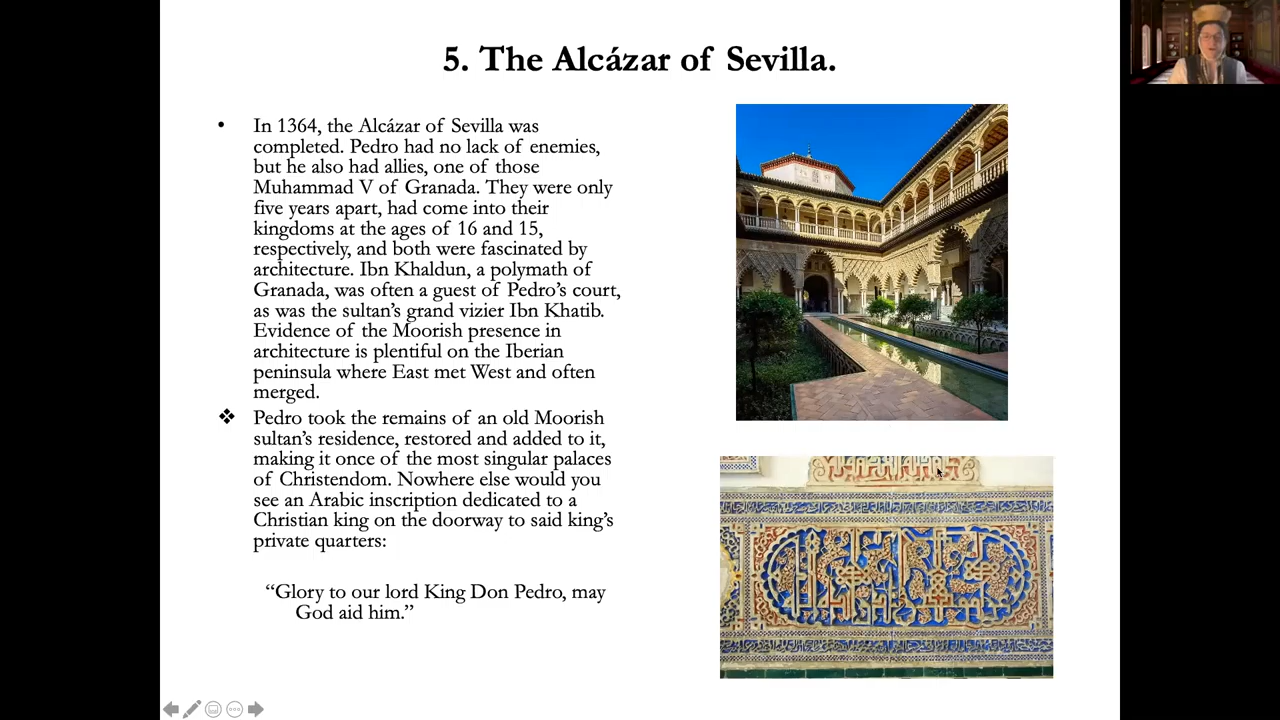 5. The Alcázar of Sevilla.
• In 1364, the Alcázar of Sevilla was
completed. Pedro had no lack of enemies,
but he also had allies, one of those
Muhammad V of Granada. They were only
five years apart, had come into their
kingdoms at the ages of 16 and 15,
respectively, and both were fascinated by
architecture. Ibn Khaldun, a polymath of
Granada, was often a guest of Pedro’s court,
as was the sultan’s grand vizier Ibn Khatib.
Evidence of the Moorish presence in
architecture is plentiful on the Iberian
peninsula where East met West and often
merged.
❖ Pedro took the remains of an old Moorish
sultan’s residence, restored and added to it,
making it once of the most singular palaces
of Christendom. Nowhere else would you
see an Arabic inscription dedicated to a
Christian king on the doorway to said king’s
private quarters:
“Glory to our lord King Don Pedro, may
God aid him.”